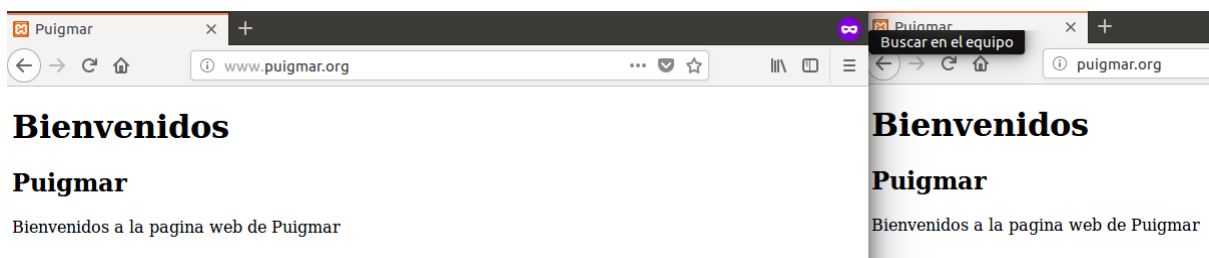 Puigmar
www.puigmar.org
Bienvenidos
Puigmar
Bienvenidos a la pagina web de Puigmar
Puigmar
Buscar en el equipo
puigmar.org
Bienvenidos
Puigmar
Bienvenidos a la pagina web de Puigmar